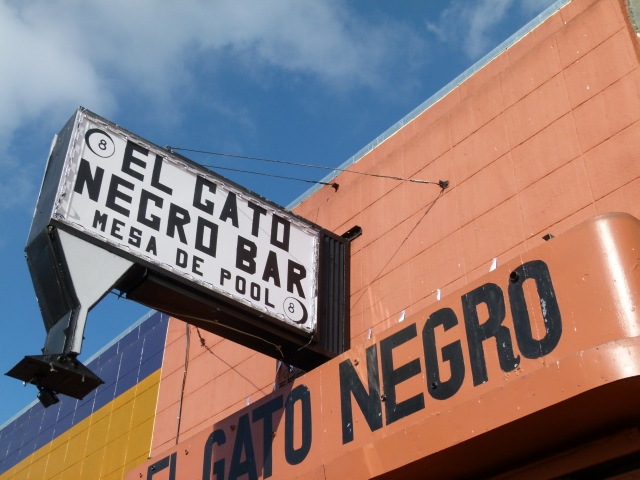 8
EL GATO
NEGRO BAR
MESA DE POOL
8
EL GATO NEGRO